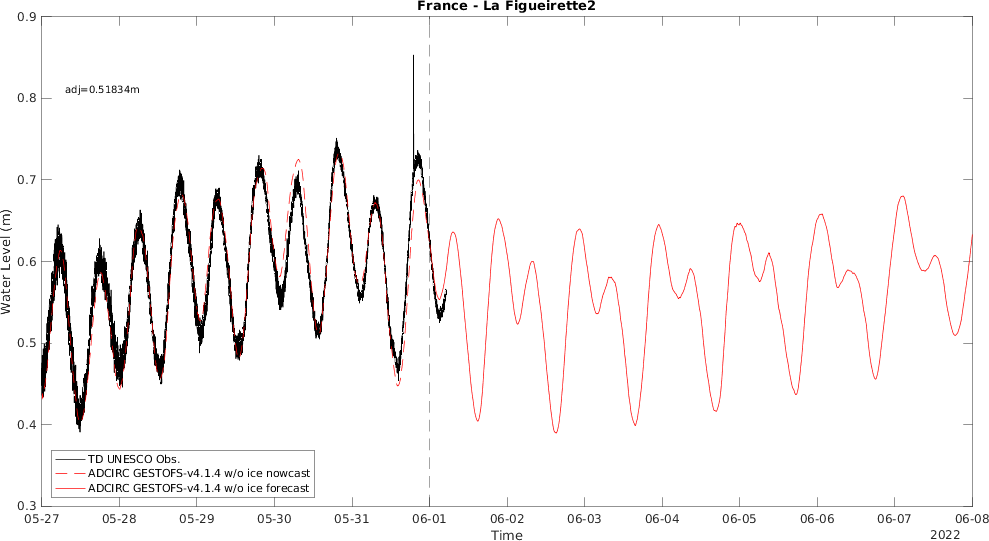 France - La Figueirette2
0.9
0.8
0.7
0.6
0.5
0.4
0.3
Water Level (m)
adj=0.51834m
TD UNESCO Obs.
ADCIRC GESTOFS-v4.1.4 w/o ice nowcast
ADCIRC GESTOFS-v4.1.4 w/o ice forecast
05-27 05-28 05-29 05-30 05-31 06-01 06-02 06-03 06-04 06-05 06-06 06-07 06-08
Time
2022